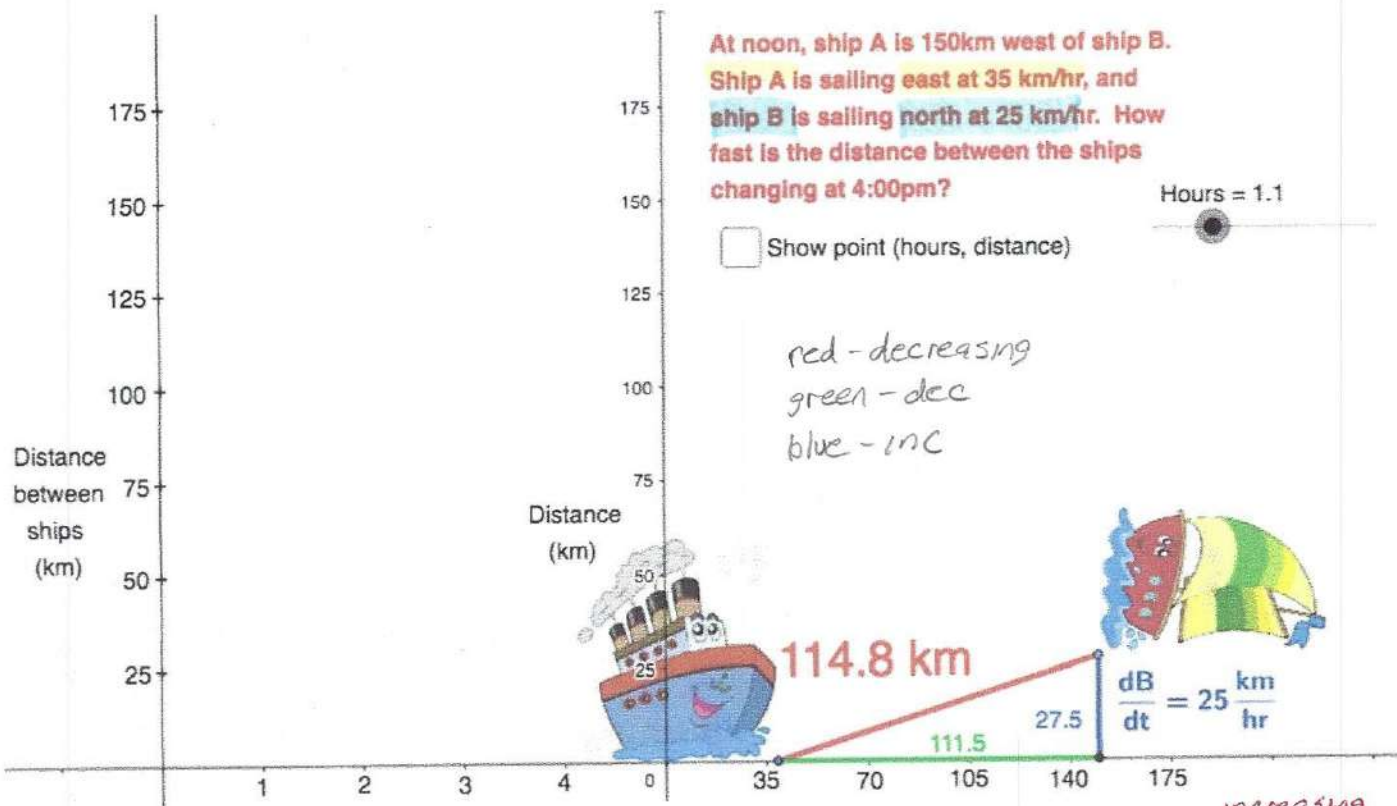 At noon, ship A is 150km west of ship B.
Ship A is sailing east at 35 km/hr, and
ship B is sailing north at 25 km/hr. How
fast is the distance between the ships
changing at 4:00pm?
Hours = 1.1
Show point (hours, distance)
red - decreasing
green - dec
blue - inc
175
150
125
100
75
50
25
Distance
between
ships
(km)
1
2
3
4
175
150
125
100
75
50
25
0
Distance
(km)
35
70
105
140
175
114.8 km
111.5
27.5
dB/dt = 25 km/hr